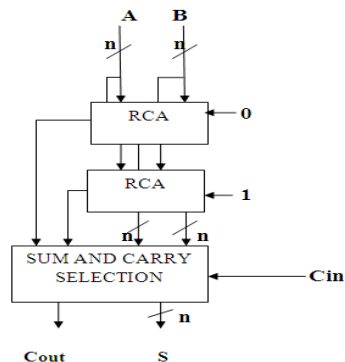 A B
n n
RCA
0
RCA
1
n n
SUM AND CARRY
SELECTION
Cin
n
Cout S